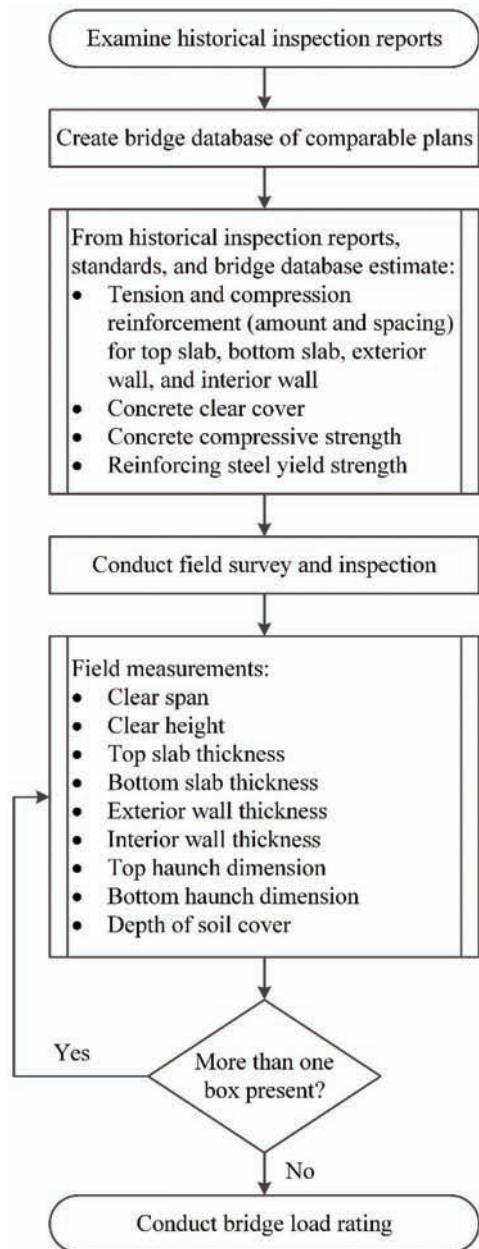 Examine historical inspection reports
Create bridge database of comparable plans
From historical inspection reports,
standards, and bridge database estimate:
• Tension and compression
reinforcement (amount and spacing)
for top slab, bottom slab, exterior
wall, and interior wall
• Concrete clear cover
• Concrete compressive strength
• Reinforcing steel yield strength
Conduct field survey and inspection
Field measurements:
• Clear span
• Clear height
• Top slab thickness
• Bottom slab thickness
• Exterior wall thickness
• Interior wall thickness
• Top haunch dimension
• Bottom haunch dimension
• Depth of soil cover
Yes
More than one
box present?
No
Conduct bridge load rating